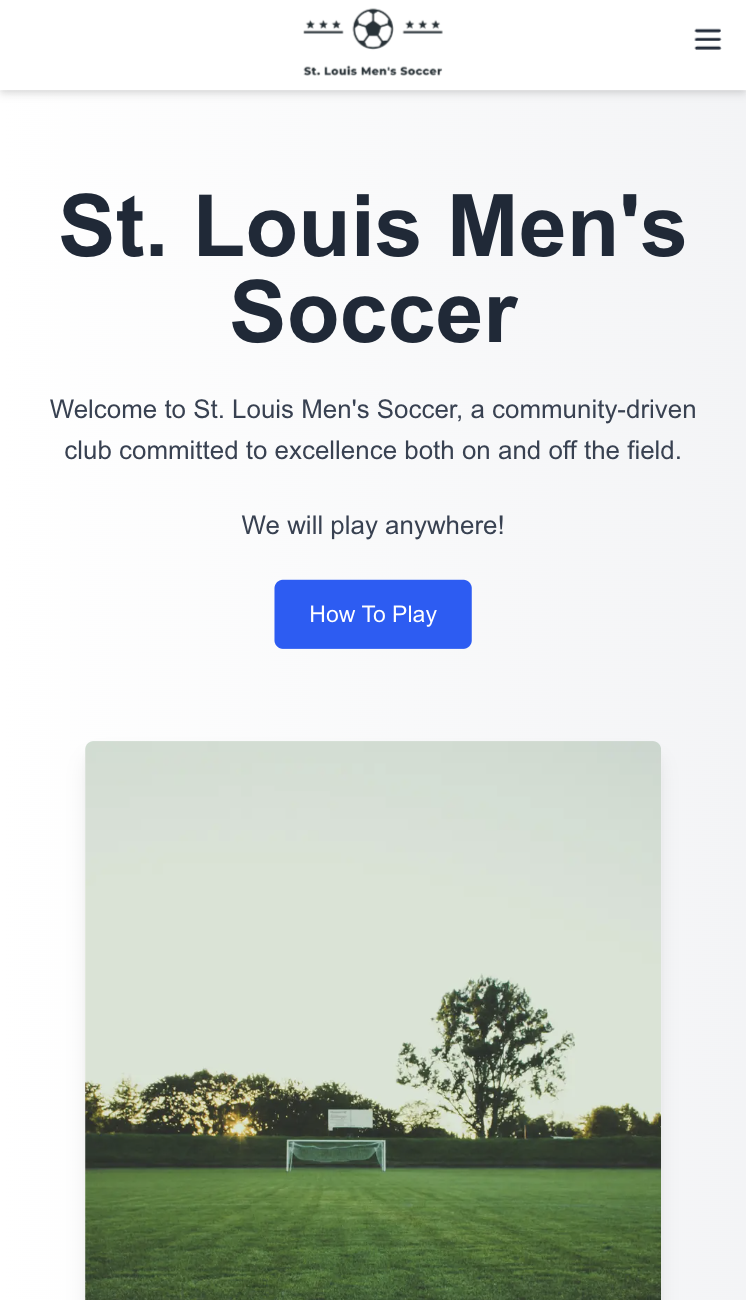 St. Louis Men's Soccer
St. Louis Men's
Soccer
Welcome to St. Louis Men's Soccer, a community-driven
club committed to excellence both on and off the field.
We will play anywhere!
How To Play